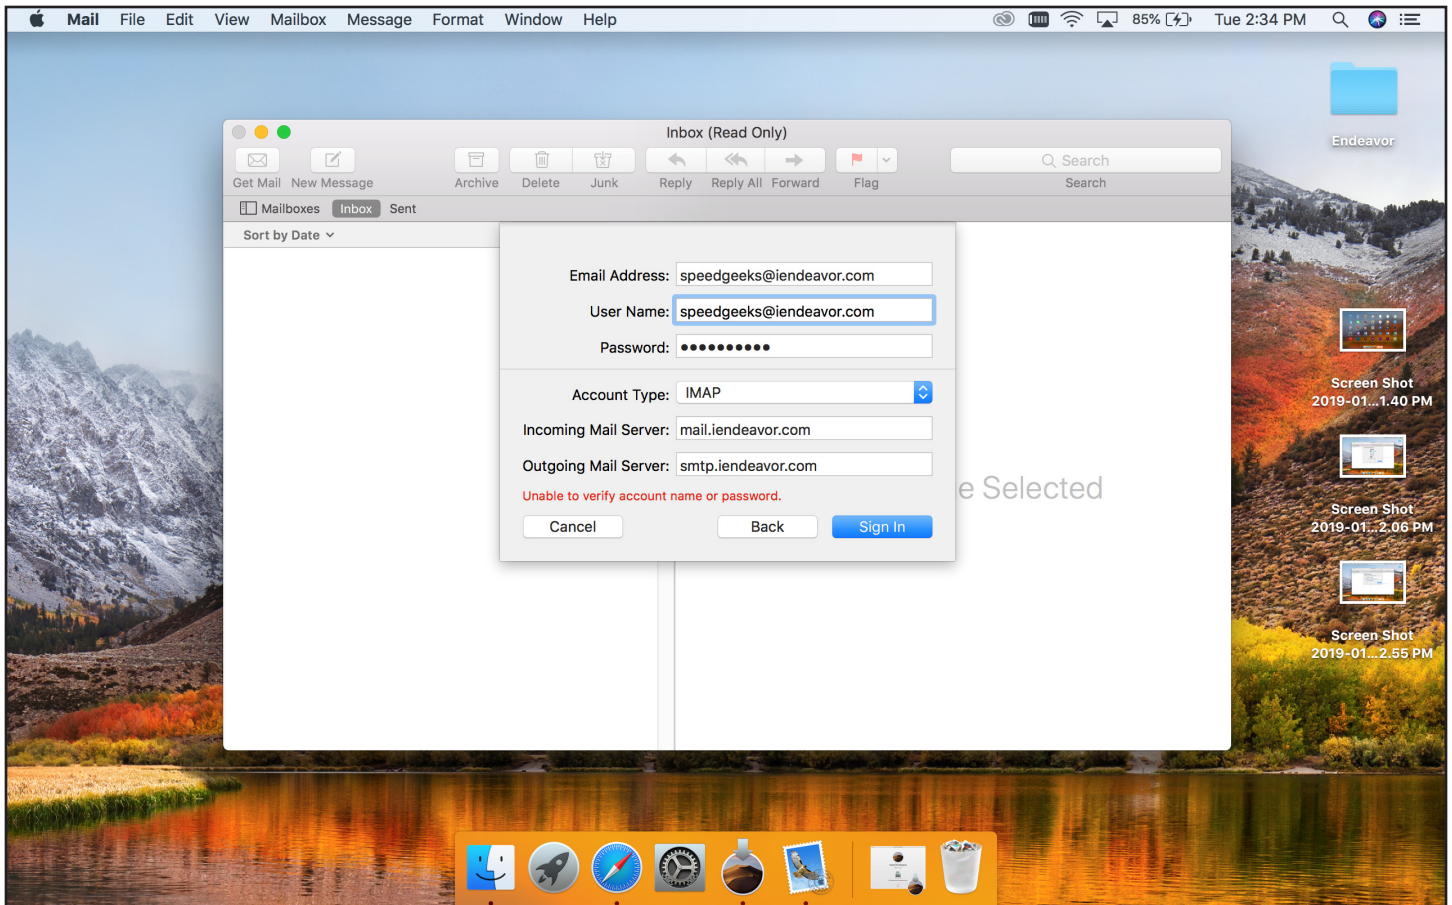 Mail File Edit View Mailbox Message Format Window Help 85% Tue 2:34 PM
Endeavor
Inbox (Read Only)
Search
Get Mail New Message Archive Delete Junk Reply Reply All Forward Flag Search
Mailboxes Inbox Sent
Sort by Date
Email Address: speedgeeks@iendeavor.com
User Name: speedgeeks@iendeavor.com
Password: ••••••••••
Account Type: IMAP
Incoming Mail Server: mail.iendeavor.com
Outgoing Mail Server: smtp.iendeavor.com
Unable to verify account name or password.
Cancel Back Sign In
e Selected
Screen Shot
2019-01...1.40 PM
Screen Shot
2019-01...2.06 PM
Screen Shot
2019-01...2.55 PM